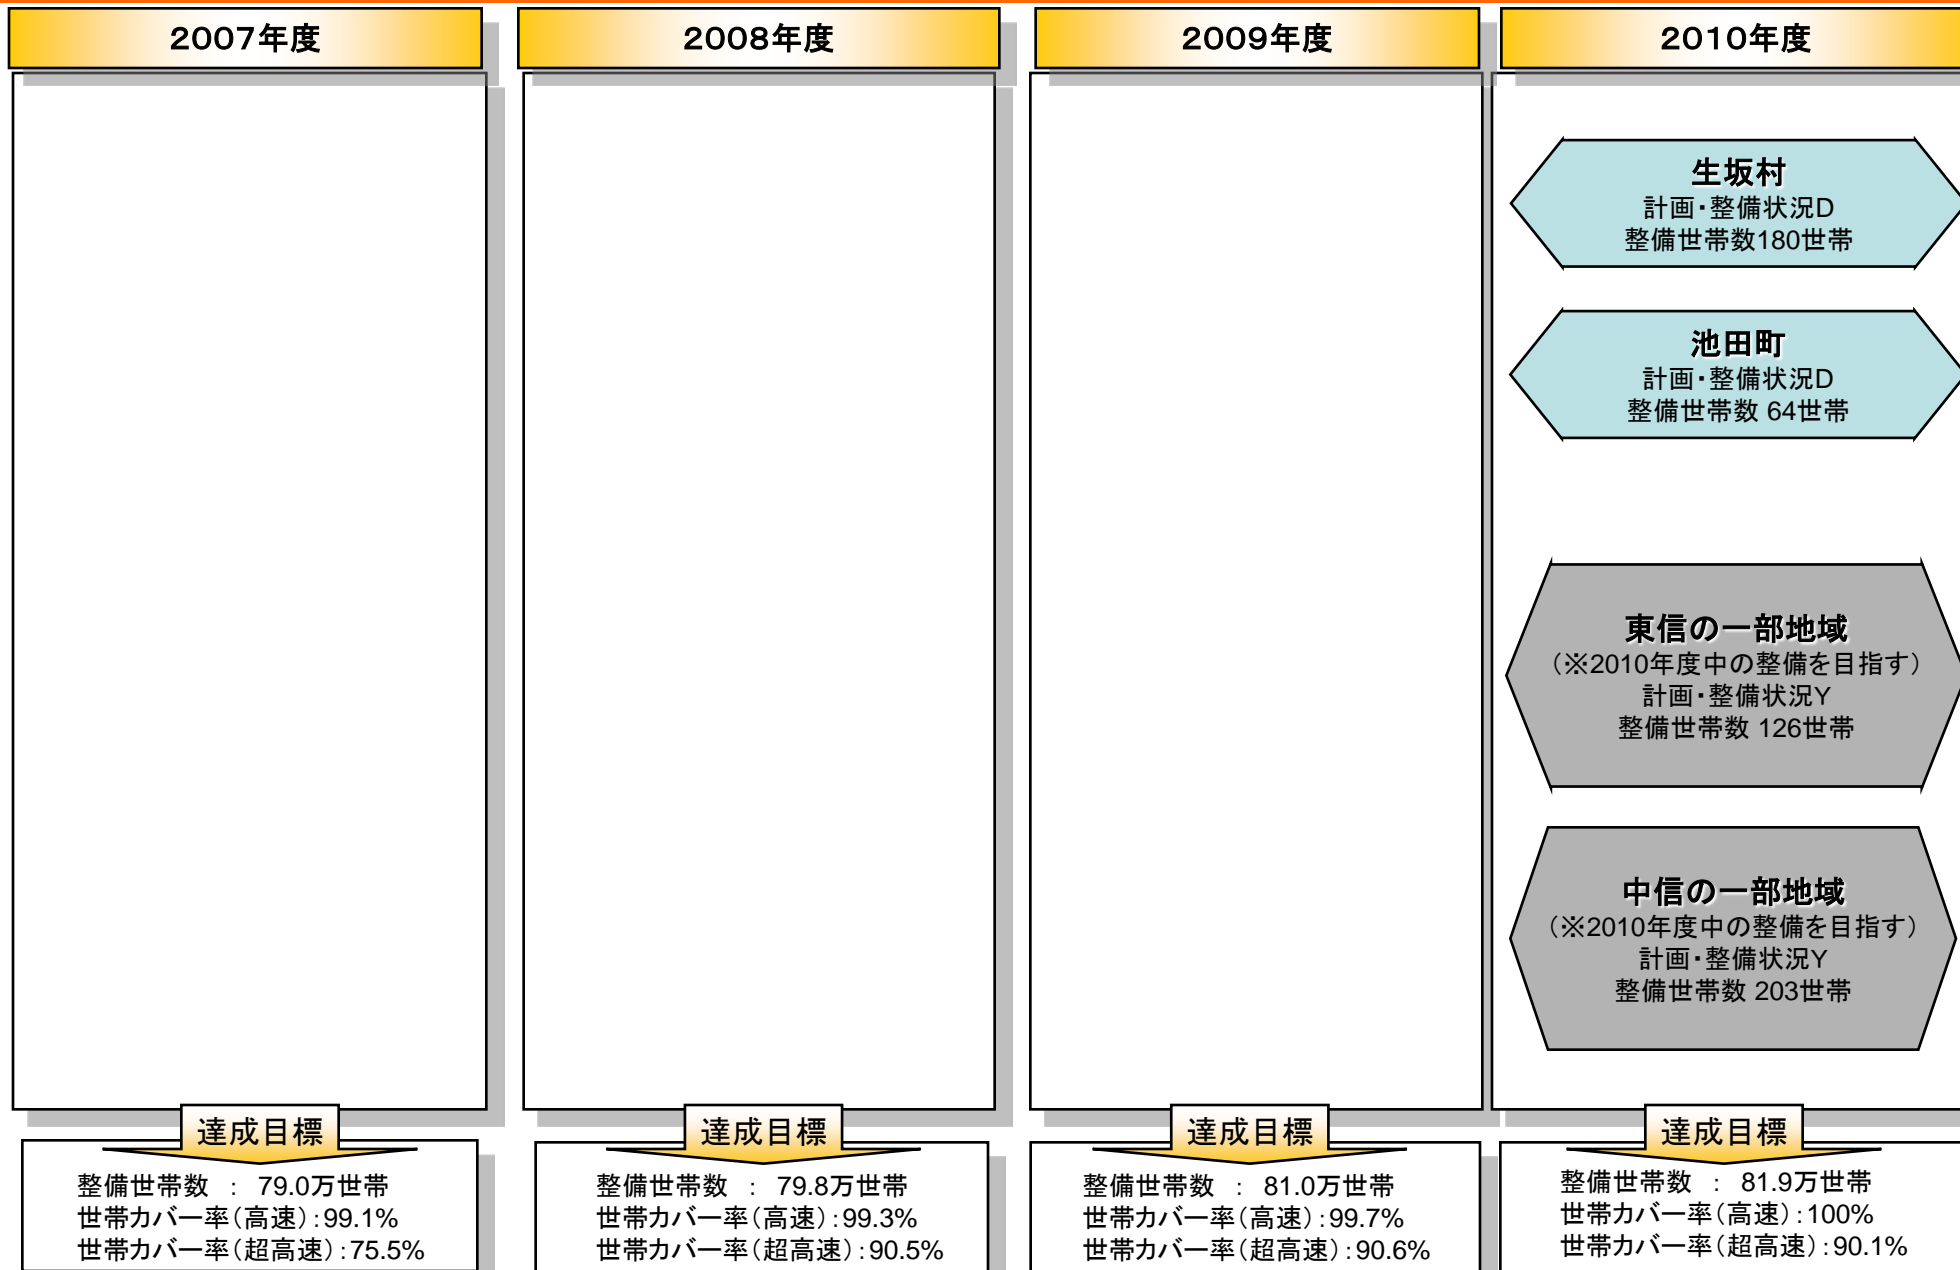 2007年度
2008年度
2009年度
2010年度
生坂村
計画・整備状況D
整備世帯数180世帯
池田町
計画・整備状況D
整備世帯数 64世帯
東信の一部地域
（※2010年度中の整備を目指す）
計画・整備状況Y
整備世帯数 126世帯
中信の一部地域
（※2010年度中の整備を目指す）
計画・整備状況Y
整備世帯数 203世帯
達成目標
整備世帯数 ： 79.0万世帯
世帯カバー率（高速）：99.1%
世帯カバー率（超高速）：75.5%
達成目標
整備世帯数 ： 79.8万世帯
世帯カバー率（高速）：99.3%
世帯カバー率（超高速）：90.5%
達成目標
整備世帯数 ： 81.0万世帯
世帯カバー率（高速）：99.7%
世帯カバー率（超高速）：90.6%
達成目標
整備世帯数 ： 81.9万世帯
世帯カバー率（高速）：100%
世帯カバー率（超高速）：90.1%